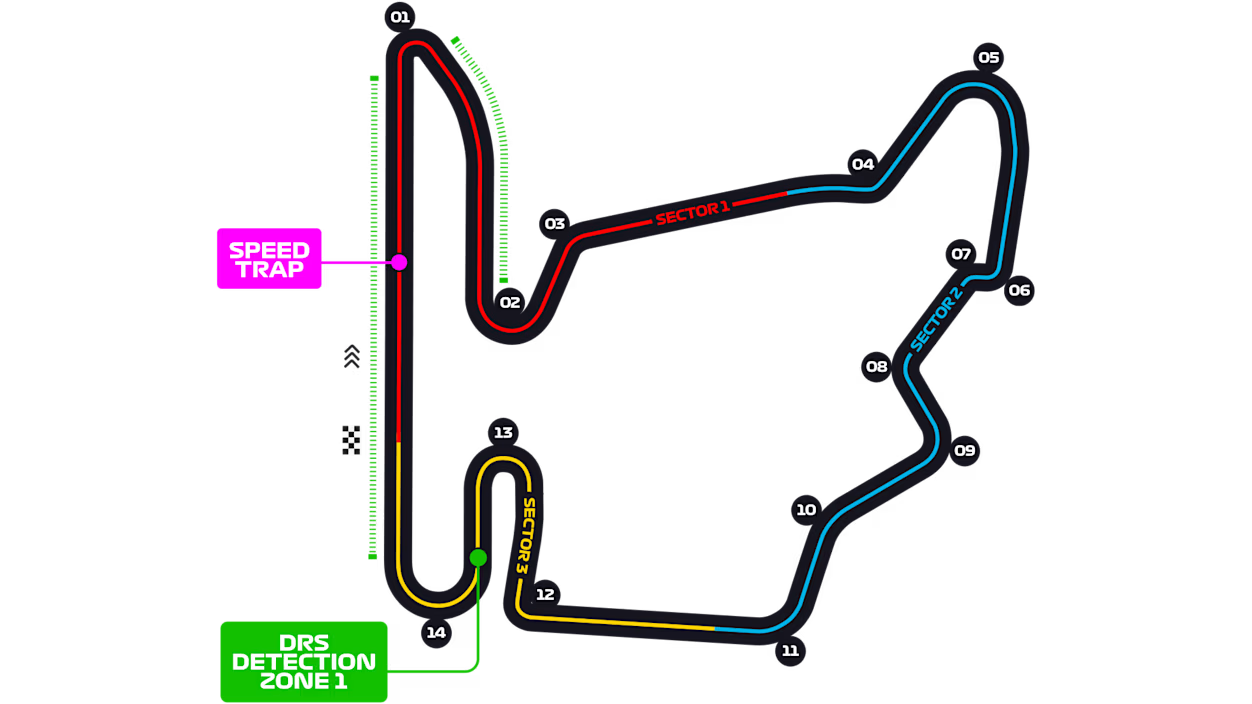 01
05
04
SECTOR 1
03
SPEED
TRAP
07
06
02
SECTOR 2
08
13
09
10
SECTOR 3
12
14
11
DRS
DETECTION
ZONE 1